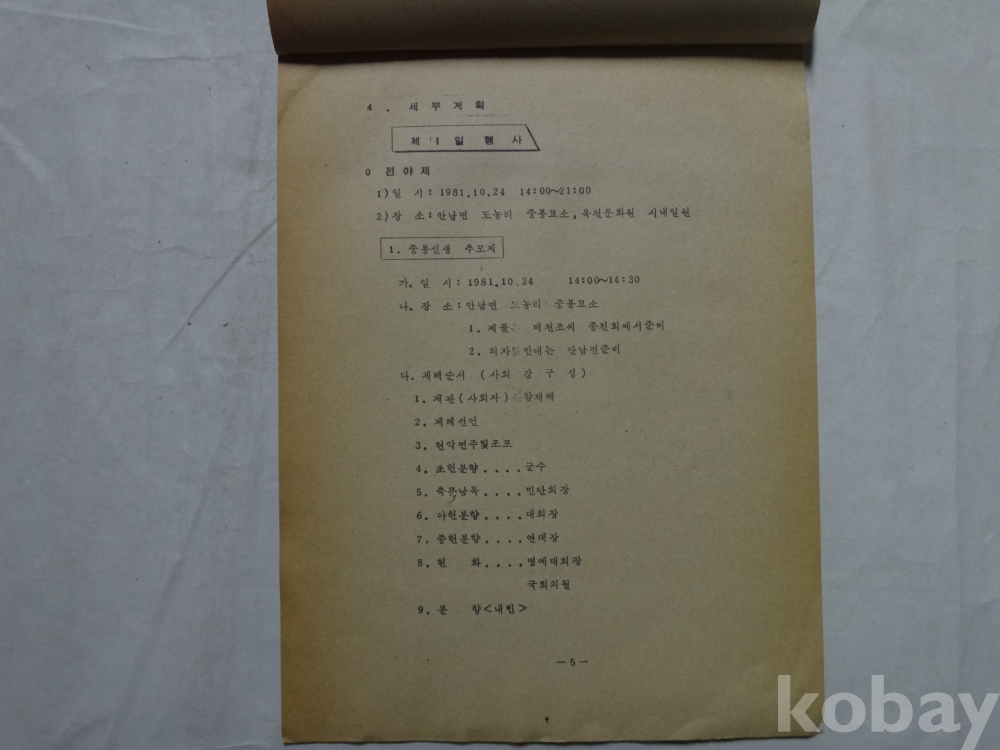 4. 세부계획
제1일행사
0 전야제
1)일 시: 1981.10.24 14:00~21:00
2)장 소:안남면 도농리 중봉묘소,옥천문화원 시내일원
1. 중봉선생 추모제
가. 일 시: 1981.10.24 14:00~14:30
나. 장 소:안남면 도농리 중봉묘소
1. 제물은 배천조씨 종친회에서준비
2. 의자및안내는 안남면준비
다. 제례순서 (사회 강구성)
1. 제관(사회자)
2. 제례선언
3. 헌악연주및조포
4. 초헌분향....군수
5. 축문낭독....민단회장
6. 아헌분향....대회장
7. 종헌분향....연대장
8. 헌 화....명예대회장
국회의원
9. 분 향<내빈>
—5—
kobay